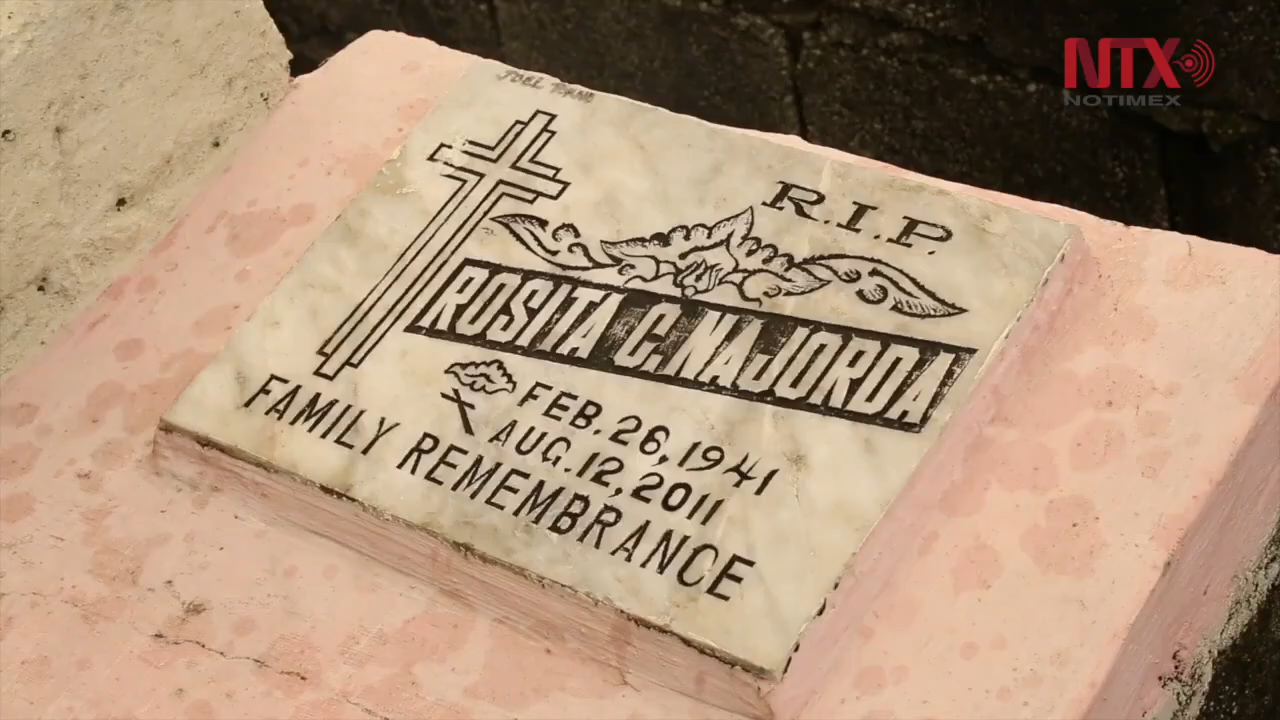 NTX
NOTIMEX
R.I.P.
ROSITA C. NAJORDA
FEB. 26, 1941
AUG. 12, 2011
FAMILY REMEMBRANCE